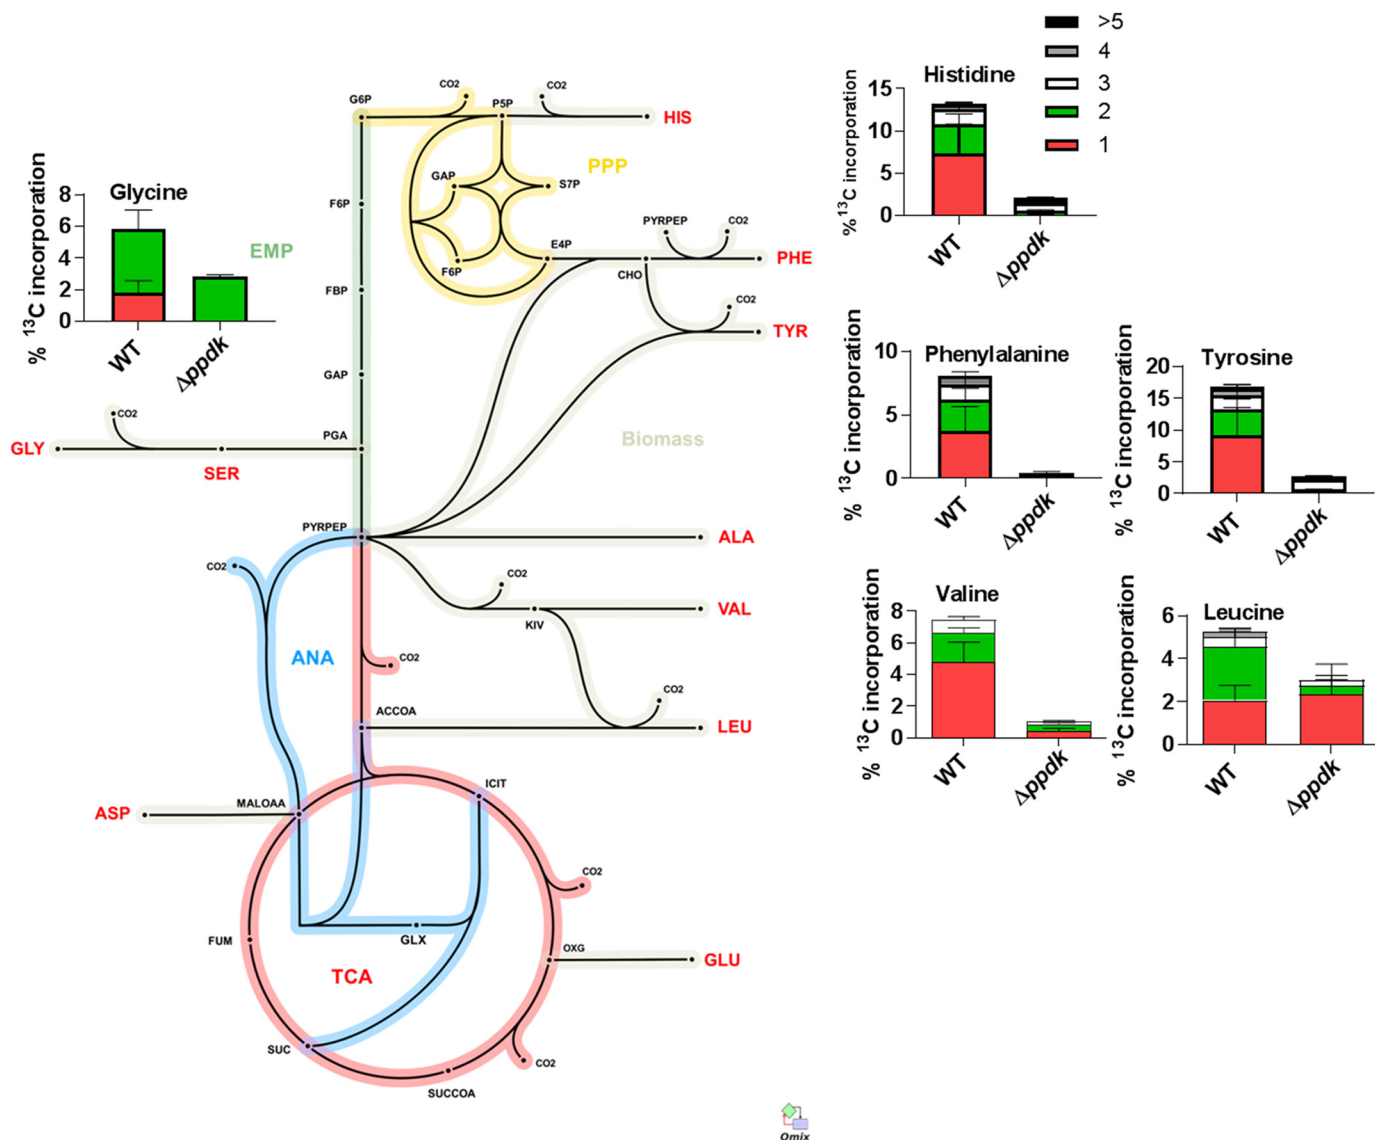 >5
4
3
2
1
Histidine
15
10
5
0
%¹³C incorporation
WT
Δppdk
G6P
CO2
P5P
CO2
HIS
PPP
GAP
S7P
F6P
E4P
F6P
PYRPEP
CO2
CHO
PHE
CO2
TYR
Glycine
8
6
4
2
0
% ¹³C incorporation
WT
Δppdk
EMP
FBP
GAP
Phenylalanine
10
5
0
% ¹³C incorporation
WT
Δppdk
Tyrosine
20
15
10
5
0
% ¹³C incorporation
WT
Δppdk
CO2
GLY
SER
PGA
Biomass
PYRPEP
ALA
CO2
CO2
KIV
VAL
ANA
CO2
ACCOA
CO2
LEU
Valine
8
6
4
2
0
% ¹³C incorporation
WT
Δppdk
Leucine
6
4
2
0
% ¹³C incorporation
WT
Δppdk
ASP
MALOAA
ICIT
CO2
FUM
GLX
OXG
GLU
TCA
SUC
CO2
SUCCOA
Omix